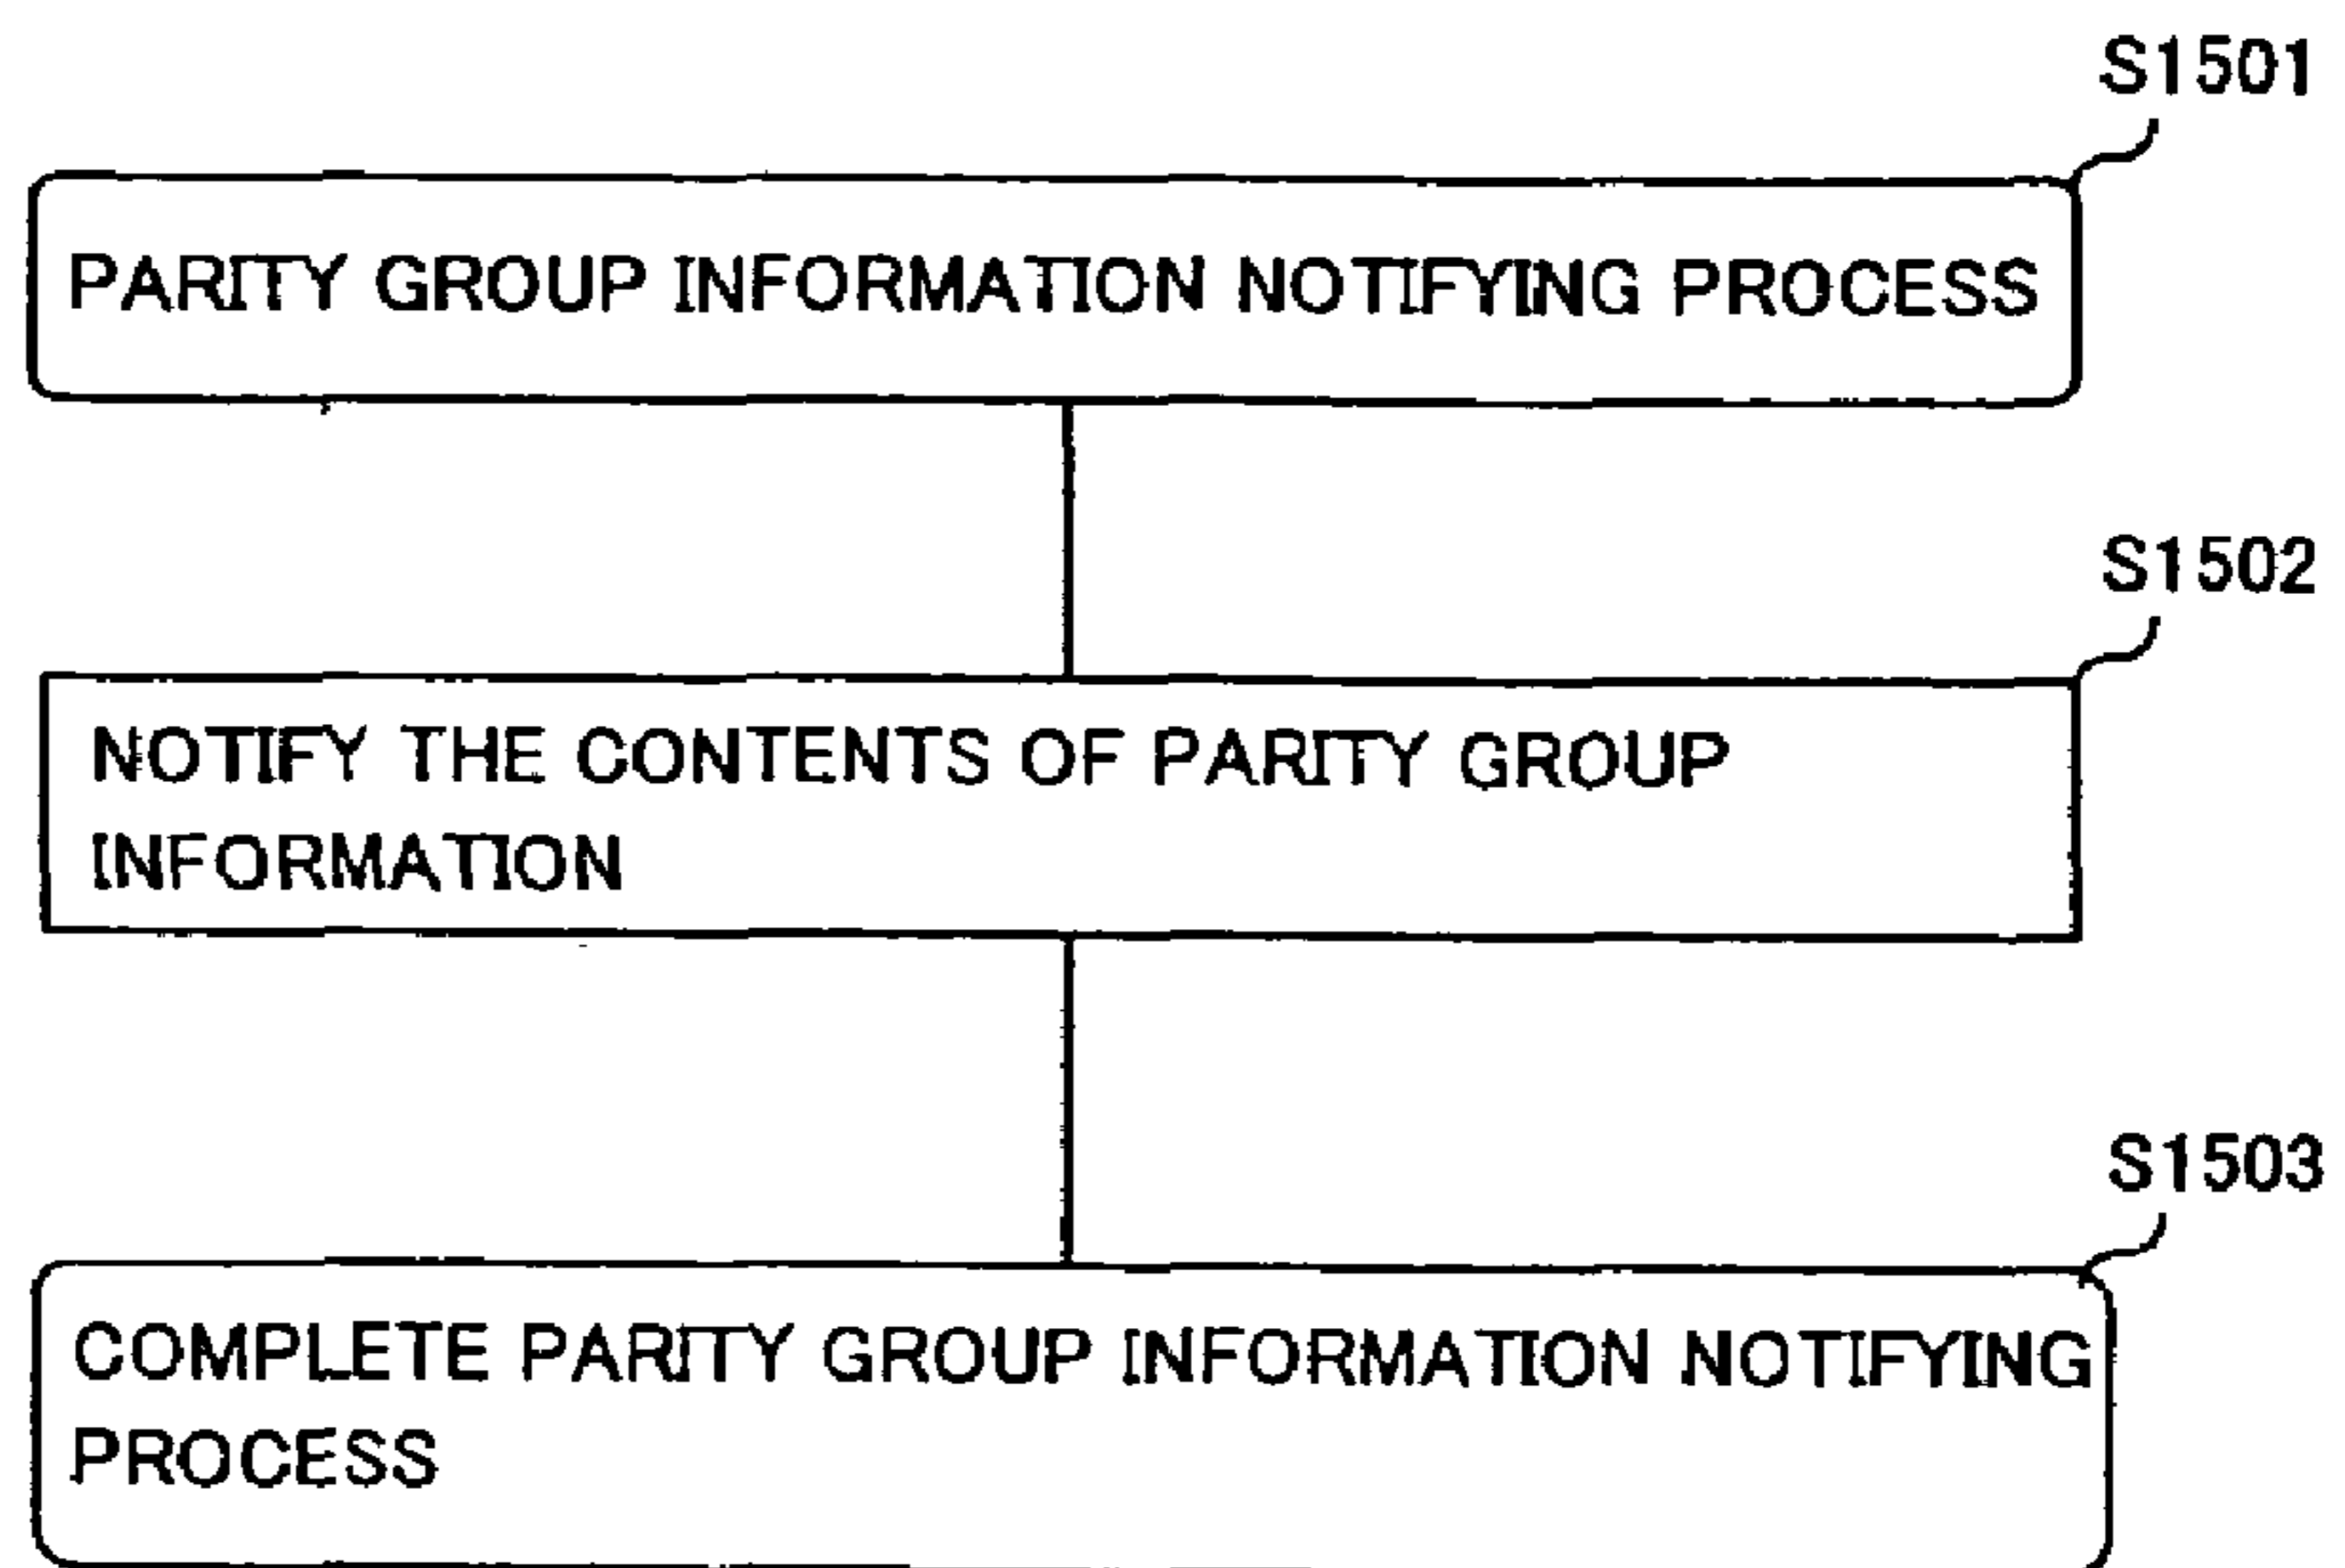 S1501
PARITY GROUP INFORMATION NOTIFYING PROCESS
S1502
NOTIFY THE CONTENTS OF PARITY GROUP
INFORMATION
S1503
COMPLETE PARITY GROUP INFORMATION NOTIFYING
PROCESS